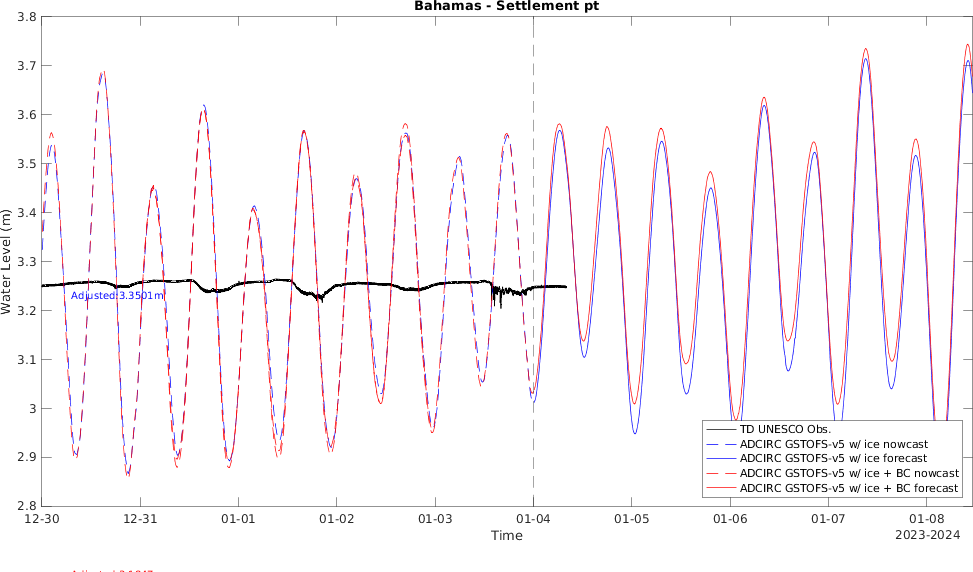 Bahamas - Settlement pt
3.8
3.7
3.6
3.5
3.4
3.3
3.2
3.1
3
2.9
2.8
Water Level (m)
Adjusted:3.3501m
TD UNESCO Obs.
ADCIRC GSTOFS-v5 w/ ice nowcast
ADCIRC GSTOFS-v5 w/ ice forecast
ADCIRC GSTOFS-v5 w/ ice + BC nowcast
ADCIRC GSTOFS-v5 w/ ice + BC forecast
12-30 12-31 01-01 01-02 01-03 01-04 01-05 01-06 01-07 01-08
Time
2023-2024